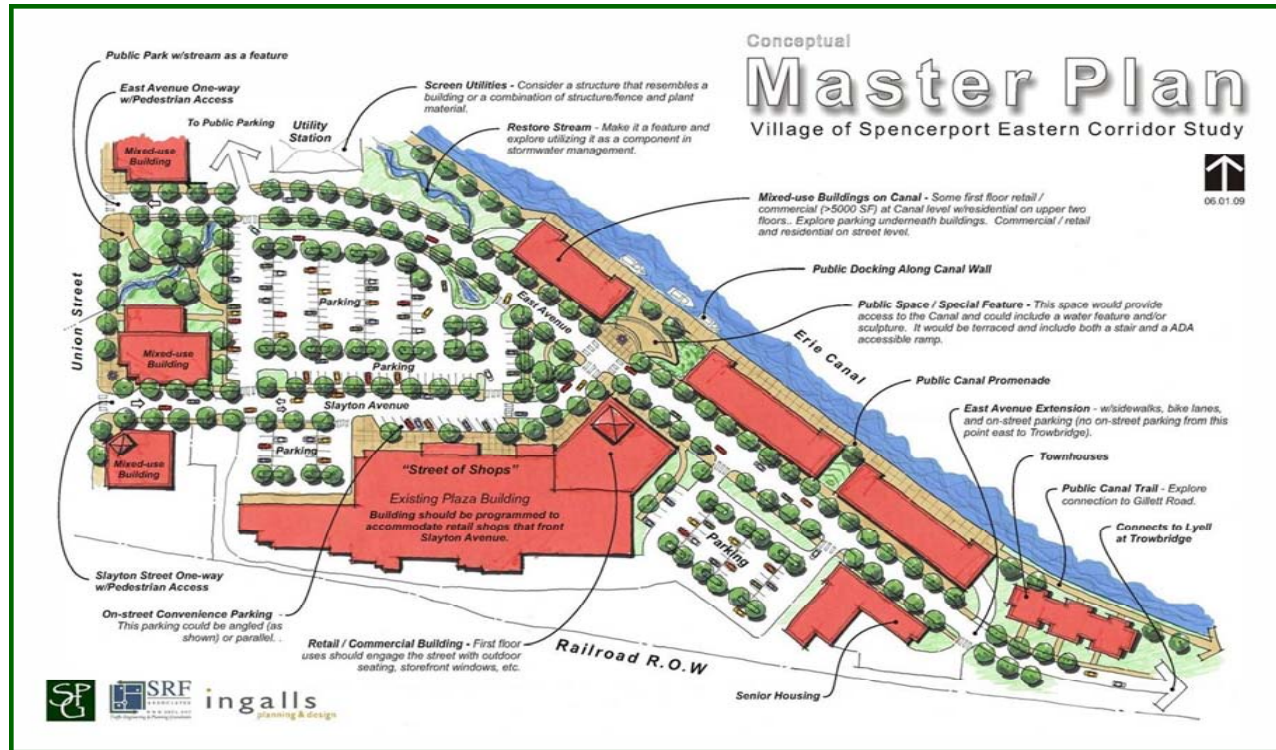 Conceptual
Master Plan
Village of Spencerport Eastern Corridor Study
06.01.09
Public Park w/stream as a feature
East Avenue One-way
w/Pedestrian Access
To Public Parking
Utility
Station
Screen Utilities - Consider a structure that resembles a
building or a combination of structure/fence and plant
material.
Restore Stream - Make it a feature and
explore utilizing it as a component in
stormwater management.
Mixed-use
Building
Mixed-use Buildings on Canal - Some first floor retail /
commercial (>5000 SF) at Canal level w/residential on upper two
floors.. Explore parking underneath buildings. Commercial / retail
and residential on street level.
Public Docking Along Canal Wall
Public Space / Special Feature - This space would provide
access to the Canal and could include a water feature and/or
sculpture. It would be terraced and include both a stair and a ADA
accessible ramp.
Union Street
Parking
East Avenue
Erie Canal
Mixed-use
Building
Parking
Public Canal Promenade
Slayton Avenue
East Avenue Extension - w/sidewalks, bike lanes,
and on-street parking (no on-street parking from this
point east to Trowbridge).
Mixed-use
Building
Parking
"Street of Shops"
Existing Plaza Building
Building should be programmed to
accommodate retail shops that front
Slayton Avenue.
Townhouses
Public Canal Trail - Explore
connection to Gillett Road.
Connects to Lyell
at Trowbridge
Parking
Slayton Street One-way
w/Pedestrian Access
On-street Convenience Parking -
This parking could be angled (as
shown) or parallel. .
Retail / Commercial Building - First floor
uses should engage the street with outdoor
seating, storefront windows, etc.
Railroad R.O.W
Senior Housing
SPG
SRF
ASSOCIATES
ingalls
planning & design